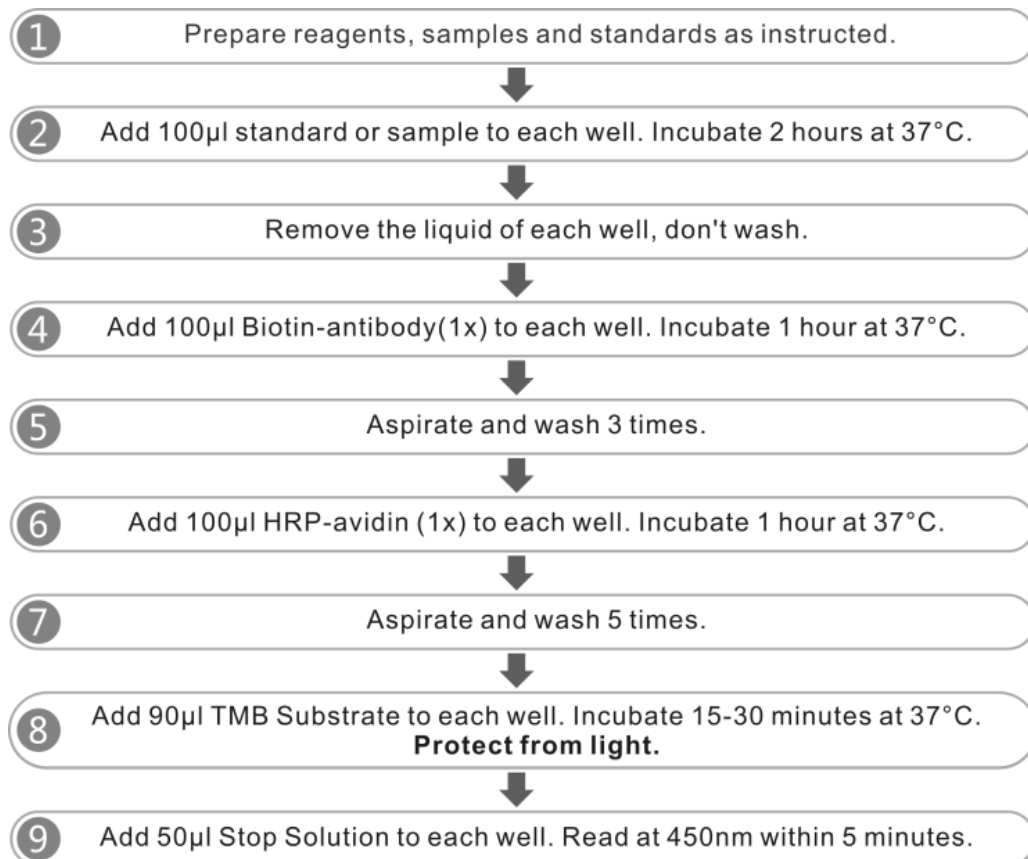 1 Prepare reagents, samples and standards as instructed.
2 Add 100µl standard or sample to each well. Incubate 2 hours at 37°C.
3 Remove the liquid of each well, don't wash.
4 Add 100µl Biotin-antibody(1x) to each well. Incubate 1 hour at 37°C.
5 Aspirate and wash 3 times.
6 Add 100µl HRP-avidin (1x) to each well. Incubate 1 hour at 37°C.
7 Aspirate and wash 5 times.
8 Add 90µl TMB Substrate to each well. Incubate 15-30 minutes at 37°C.
Protect from light.
9 Add 50µl Stop Solution to each well. Read at 450nm within 5 minutes.